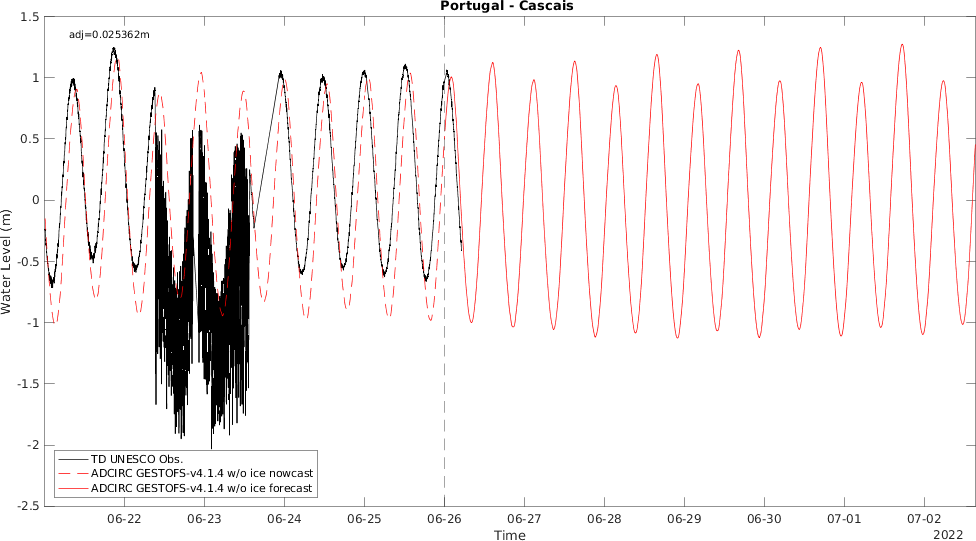 Portugal - Cascais
adj=0.025362m
1.5
1
0.5
0
-0.5
-1
-1.5
-2
-2.5
Water Level (m)
TD UNESCO Obs.
ADCIRC GESTOFS-v4.1.4 w/o ice nowcast
ADCIRC GESTOFS-v4.1.4 w/o ice forecast
06-22 06-23 06-24 06-25 06-26 06-27 06-28 06-29 06-30 07-01 07-02
Time
2022